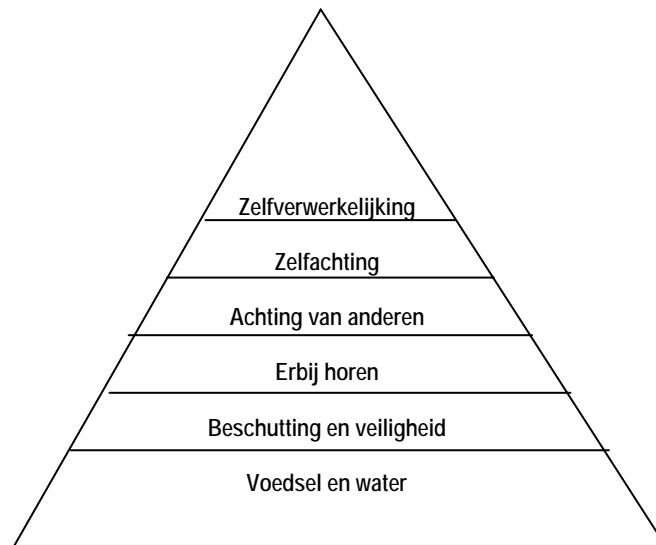 Zelfverwerkelijking
Zelfachting
Achting van anderen
Erbij horen
Beschutting en veiligheid
Voedsel en water